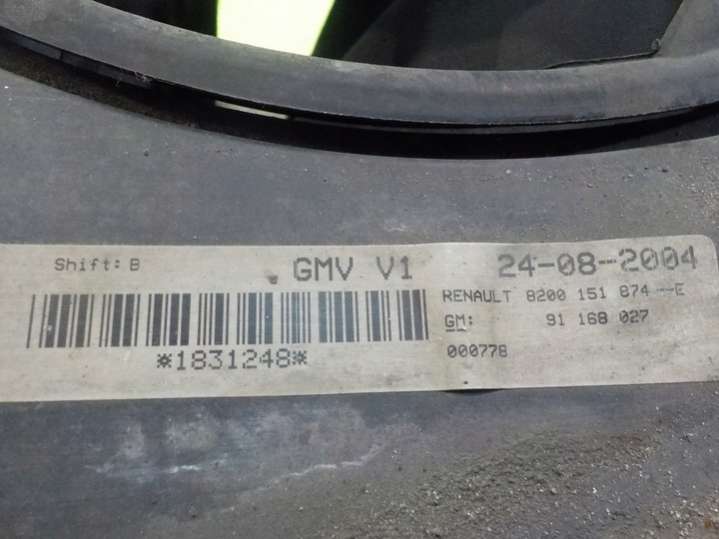 Shift: B GMV V1 24-08-2004
RENAULT 8200 151 874--E
GM: 91 168 027
*1831248* 000778